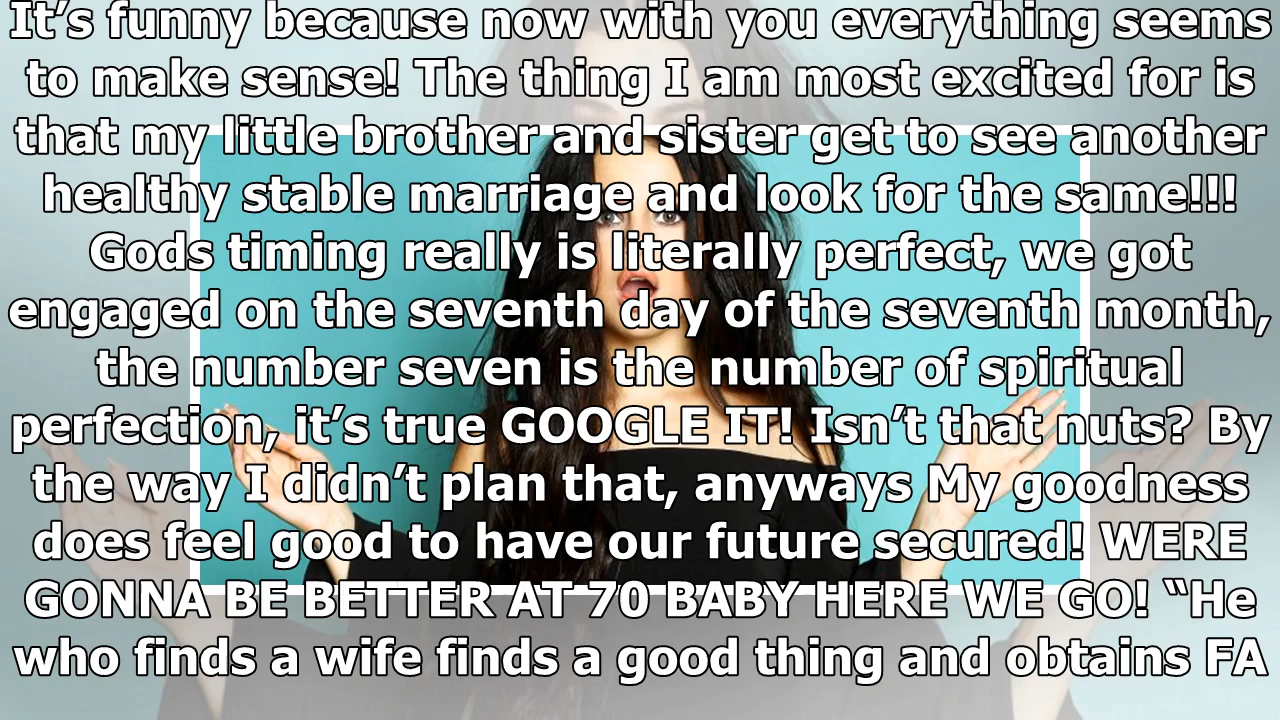 It’s funny because now with you everything seems
to make sense! The thing I am most excited for is
that my little brother and sister get to see another
healthy stable marriage and look for the same!!!
Gods timing really is literally perfect, we got
engaged on the seventh day of the seventh month,
the number seven is the number of spiritual
perfection, it’s true GOOGLE IT! Isn’t that nuts? By
the way I didn’t plan that, anyways My goodness
does feel good to have our future secured! WERE
GONNA BE BETTER AT 70 BABY HERE WE GO! “He
who finds a wife finds a good thing and obtains FA